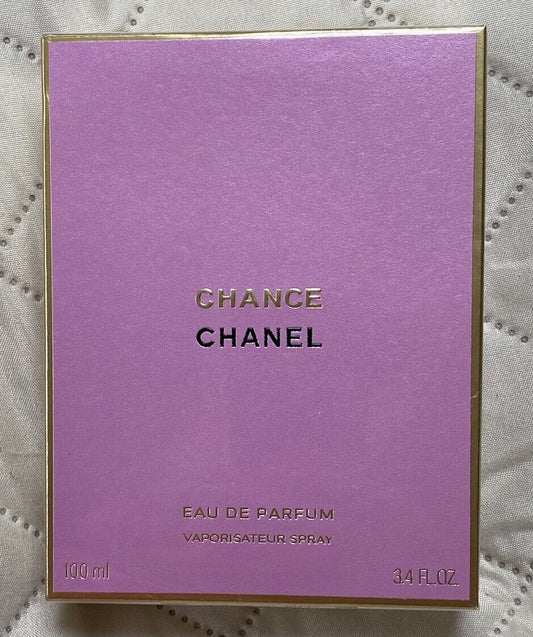 CHANCE
CHANEL
EAU DE PARFUM
VAPORISATEUR SPRAY
100 ml
3.4 FL.OZ.